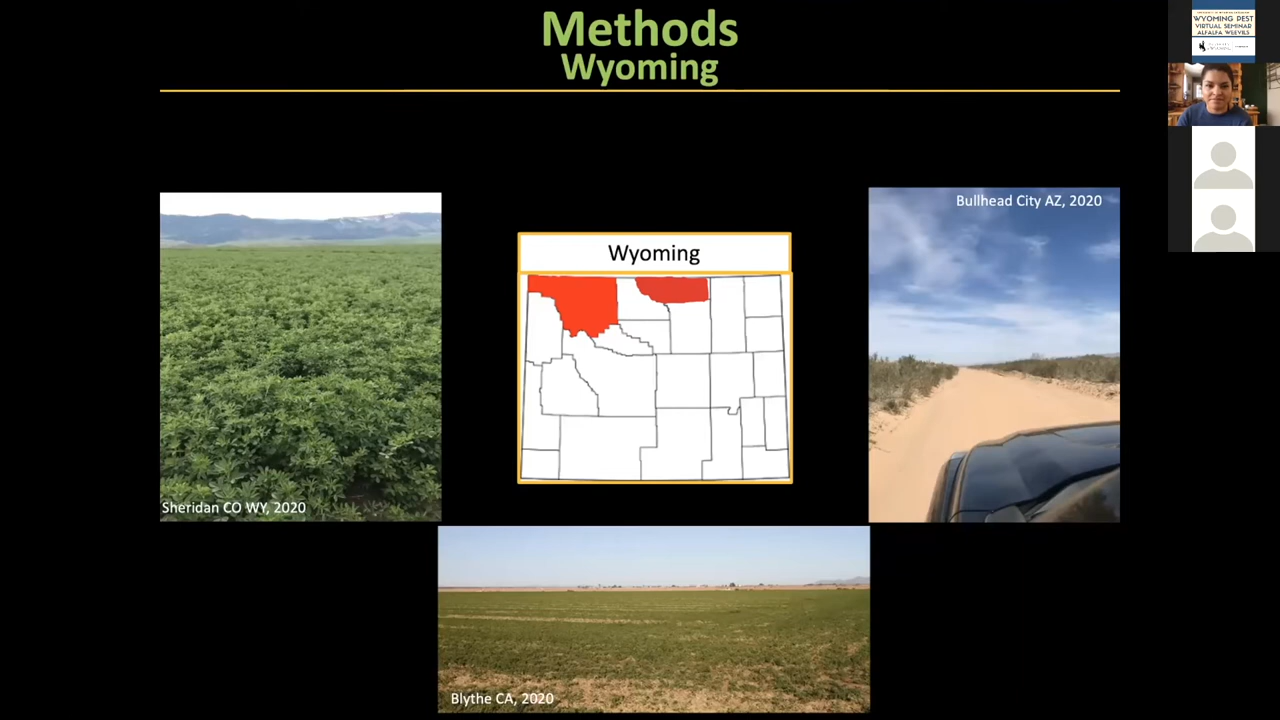 Methods
Wyoming
WYOMING PEST
VIRTUAL SEMINAR
ALFALFA WEEVILS
Bullhead City AZ, 2020
Wyoming
Sheridan CO WY, 2020
Blythe CA, 2020